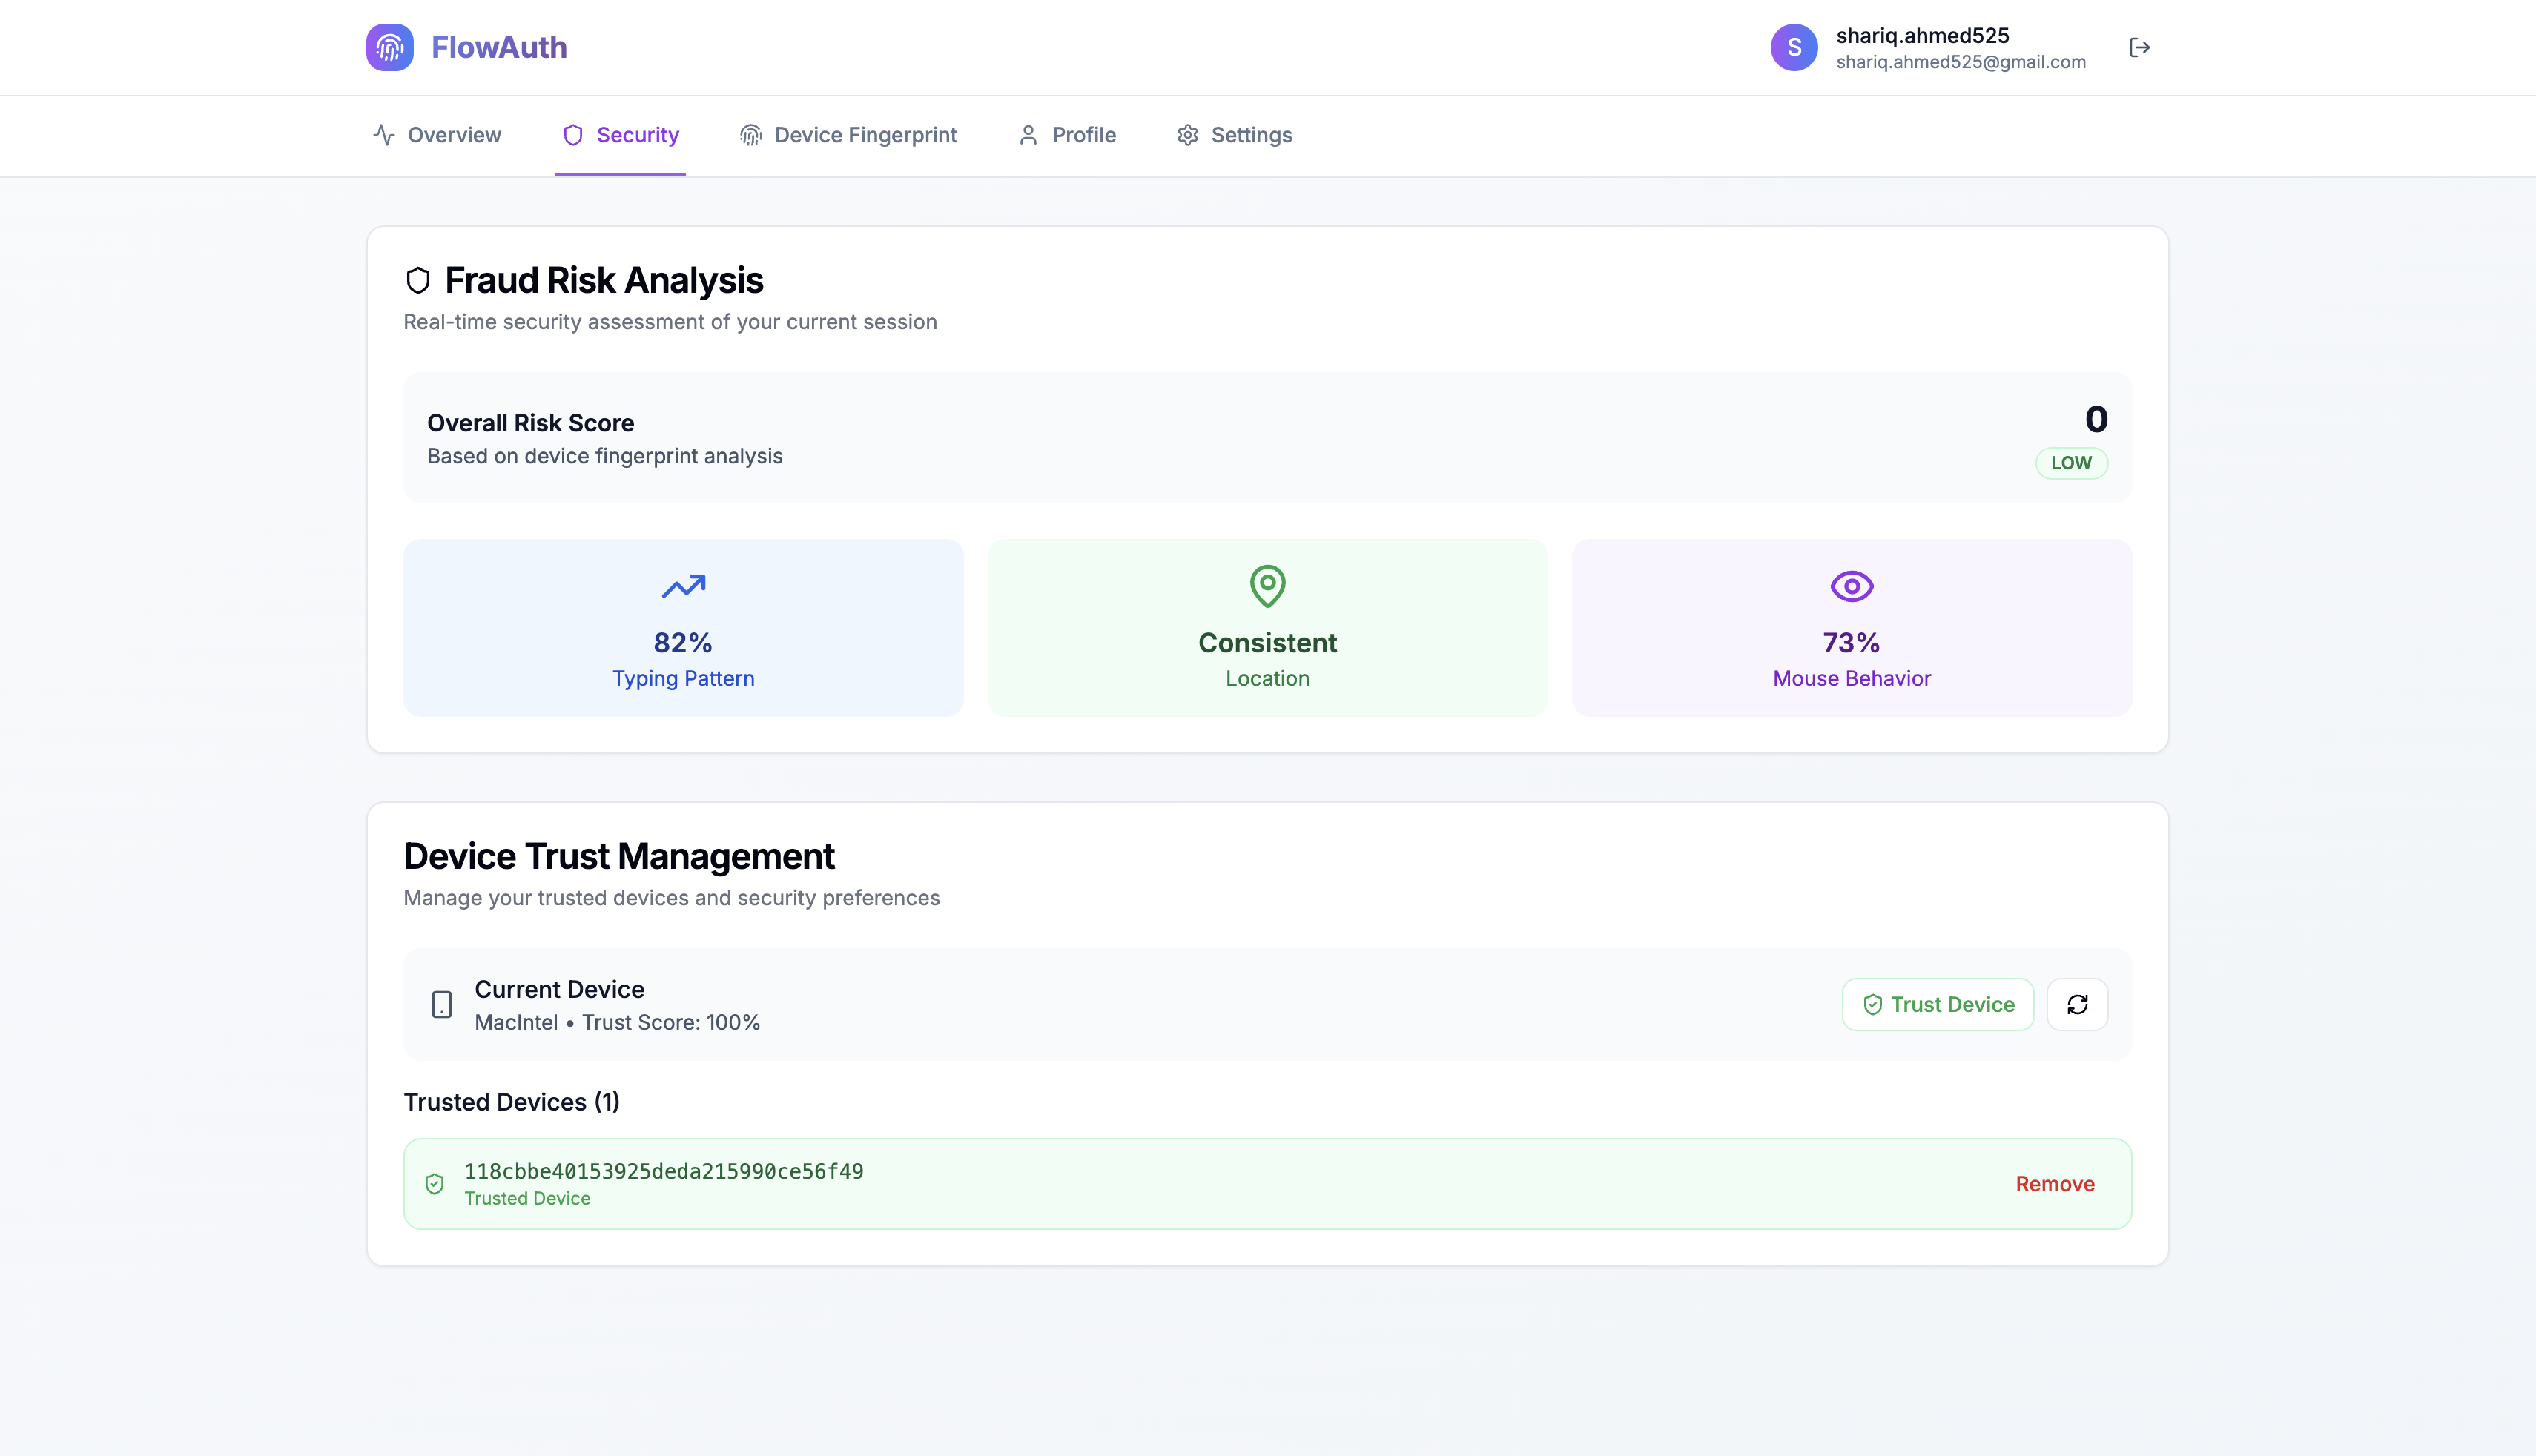 FlowAuth
S
shariq.ahmed525
shariq.ahmed525@gmail.com
Overview
Security
Device Fingerprint
Profile
Settings
Fraud Risk Analysis
Real-time security assessment of your current session
Overall Risk Score
Based on device fingerprint analysis
0
LOW
82%
Typing Pattern
Consistent
Location
73%
Mouse Behavior
Device Trust Management
Manage your trusted devices and security preferences
Current Device
MacIntel • Trust Score: 100%
Trust Device
Trusted Devices (1)
118cbbe40153925deda215990ce56f49
Trusted Device
Remove